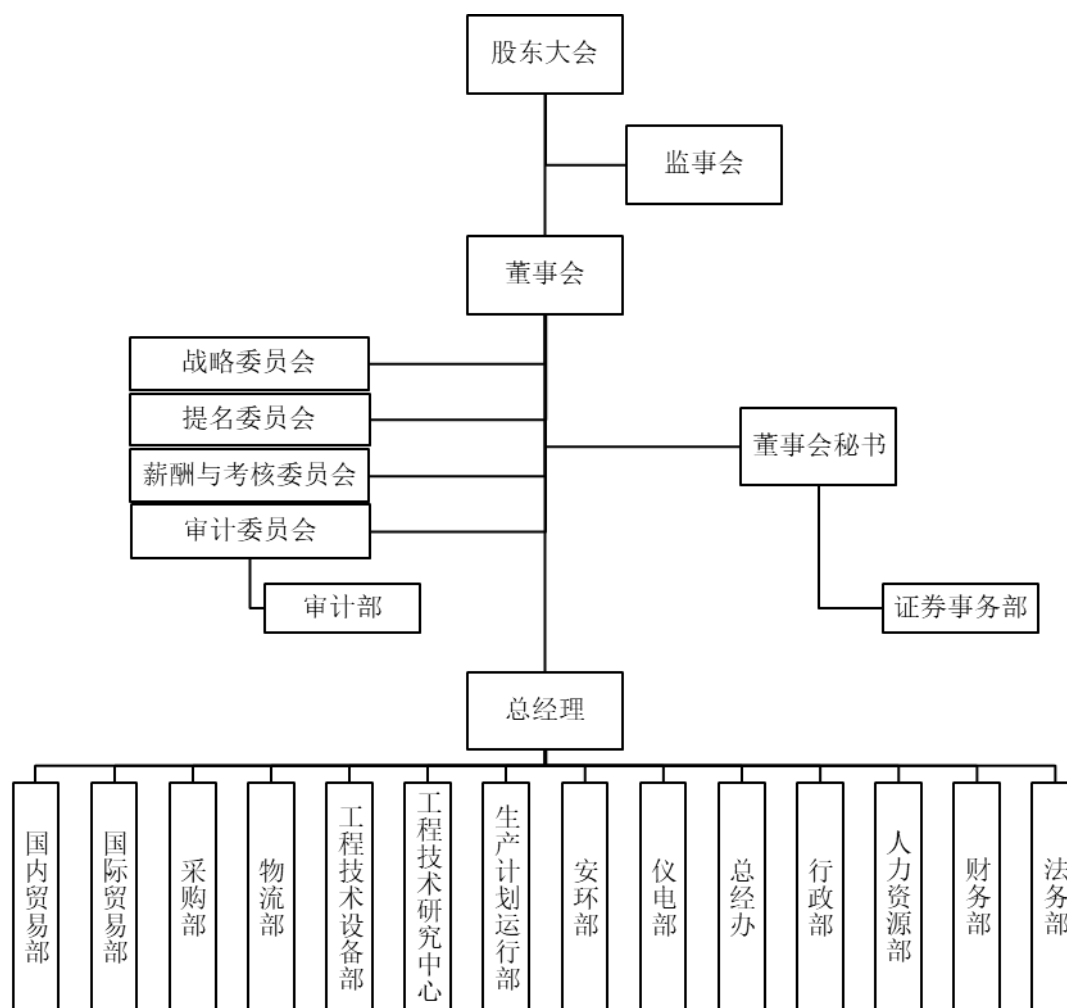 股东大会
监事会
董事会
战略委员会
提名委员会
董事会秘书
薪酬与考核委员会
审计委员会
审计部
证券事务部
总经理
国内贸易部
国际贸易部
采购部
物流部
工程技术设备部
工程技术研究中心
生产计划运行部
安环部
仪电部
总经办
行政部
人力资源部
财务部
法务部